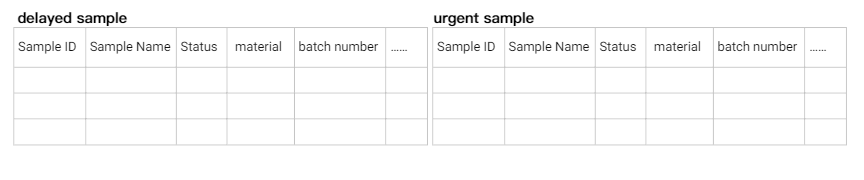 delayed sample
Sample ID Sample Name Status material batch number ......
urgent sample
Sample ID Sample Name Status material batch number ......